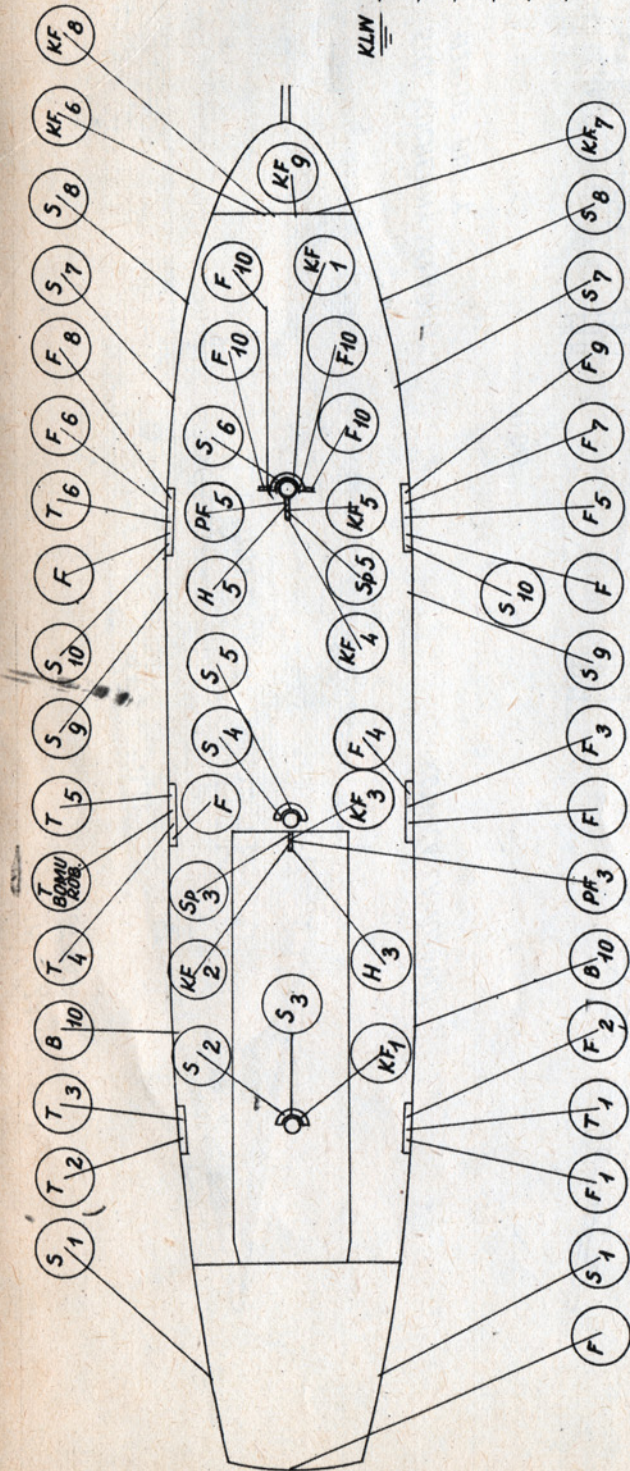 S/1
T/2
T/3
B/10
T/4
T BOMU ROB.
T/5
S/9
S/10
F
T/6
F/6
F/8
S/7
S/8
KF/6
KF/8
S/2
KF/2
Sp/3
F
S/4
S/5
H/5
PF/5
S/6
F/10
F/10
S/3
KF/9
KF/1
H/3
KF/3
F/4
KF/4
Sp/5
KF/5
F/10
F/10
KF/1
KLW
S/10
F
S/1
F/1
T/1
F/2
B/10
PF/3
F
F/3
S/9
F
F/5
F/7
F/9
S/7
S/8
KF/7